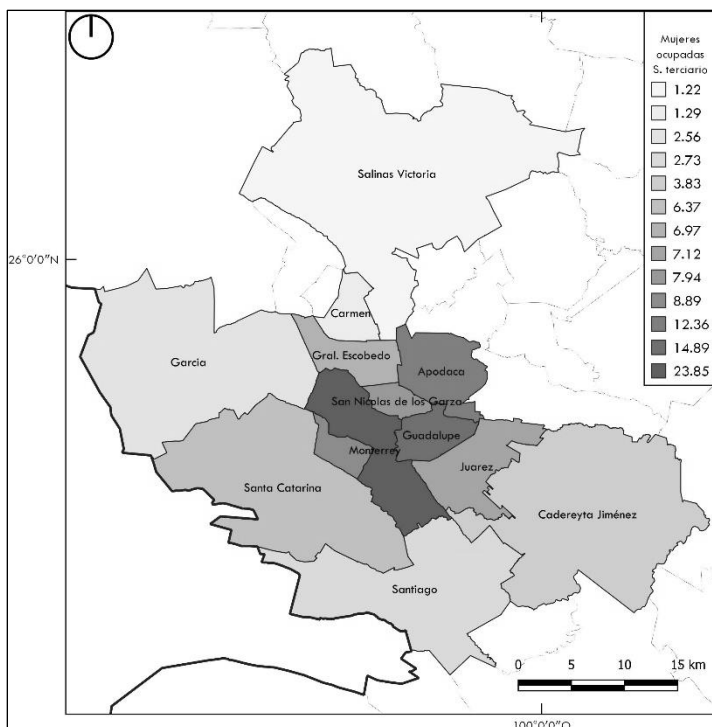 Mujeres
ocupadas
S. terciario
1.22
1.29
2.56
2.73
3.83
6.37
6.97
7.12
7.94
8.89
12.36
14.89
23.85
Salinas Victoria
26°0'0"N
Carmen
Gral. Escobedo
Garcia
Apodaca
San Nicolas de los Garza
Guadalupe
Monterrey
Juarez
Santa Catarina
Cadereyta Jiménez
Santiago
0 5 10 15 km
100°0'0"O